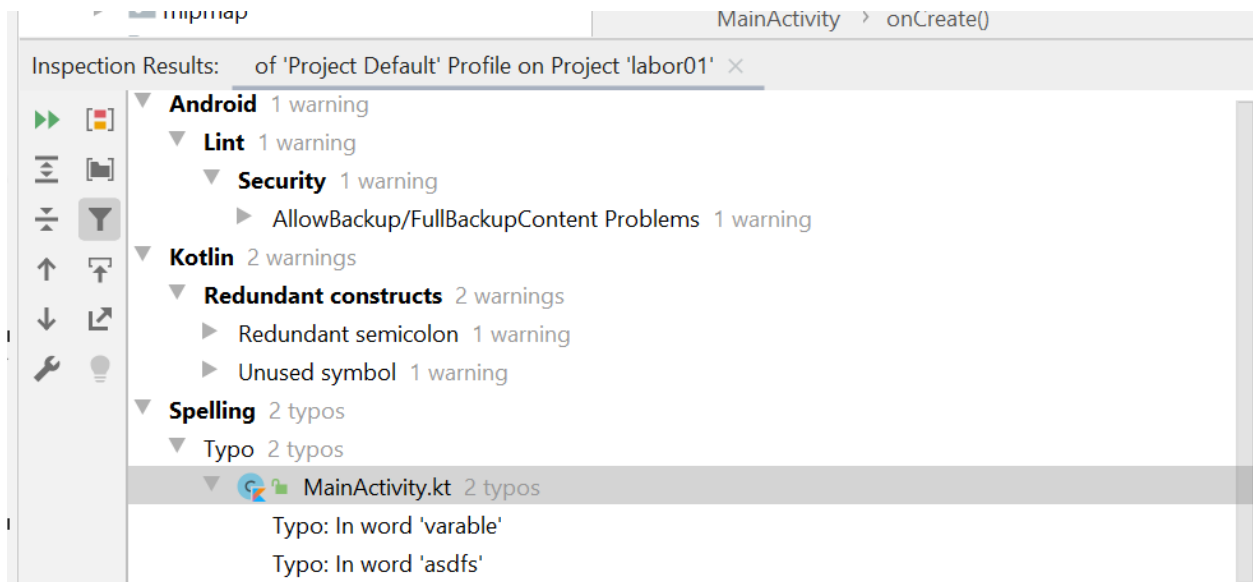 mipmap
MainActivity > onCreate()
Inspection Results: of 'Project Default' Profile on Project 'labor01' ×
Android 1 warning
Lint 1 warning
Security 1 warning
AllowBackup/FullBackupContent Problems 1 warning
Kotlin 2 warnings
Redundant constructs 2 warnings
Redundant semicolon 1 warning
Unused symbol 1 warning
Spelling 2 typos
Typo 2 typos
MainActivity.kt 2 typos
Typo: In word 'varable'
Typo: In word 'asdfs'